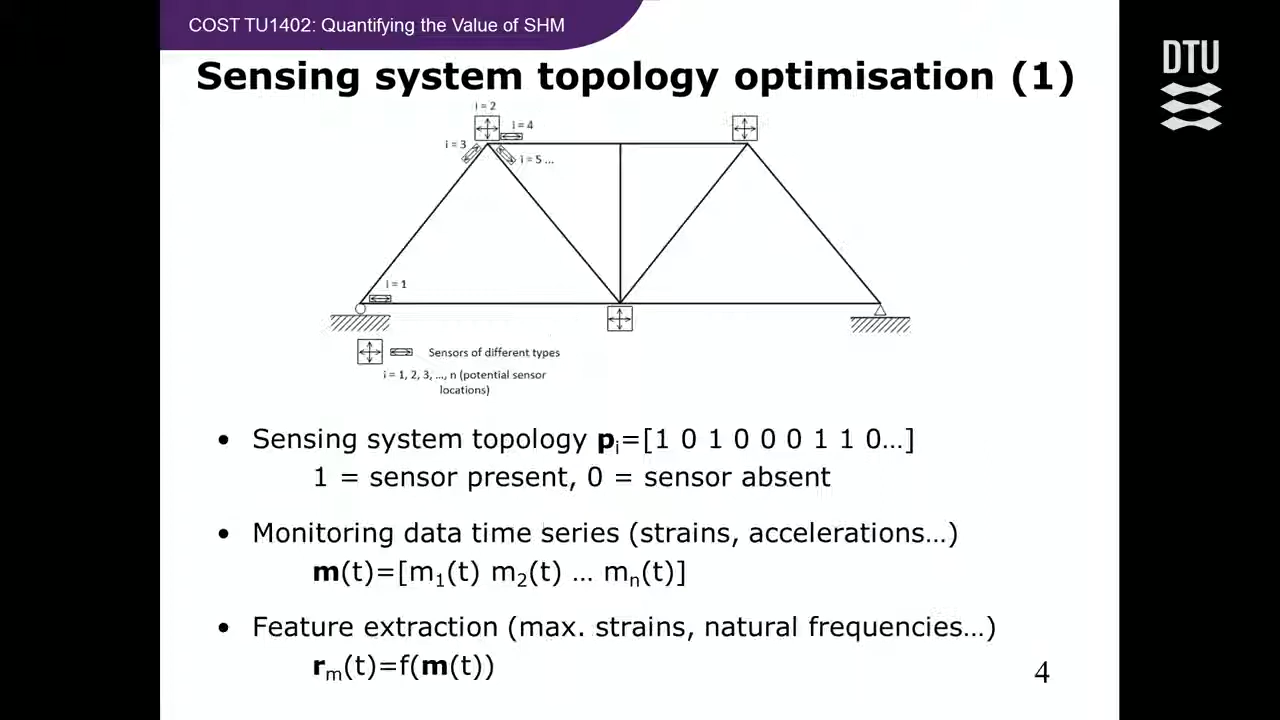 COST TU1402: Quantifying the Value of SHM
DTU
Sensing system topology optimisation (1)
i = 2
i = 4
i = 3
i = 5 ...
i = 1
Sensors of different types
i = 1, 2, 3, ..., n (potential sensor
locations)
• Sensing system topology pᵢ=[1 0 1 0 0 0 1 1 0…]
1 = sensor present, 0 = sensor absent
• Monitoring data time series (strains, accelerations…)
m(t)=[m₁(t) m₂(t) … mₙ(t)]
• Feature extraction (max. strains, natural frequencies…)
rₘ(t)=f(m(t))
4